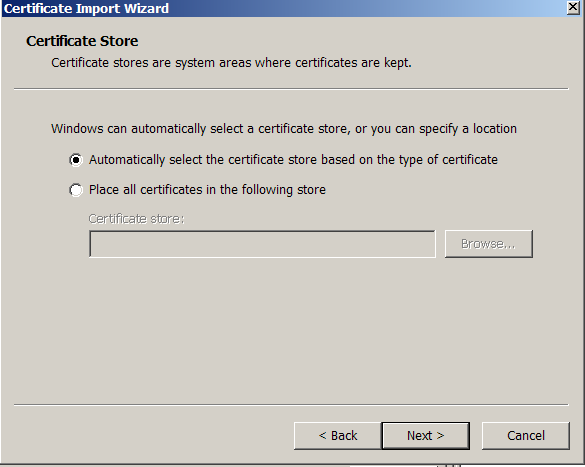 Certificate Import Wizard
Certificate Store
Certificate stores are system areas where certificates are kept.
Windows can automatically select a certificate store, or you can specify a location
Automatically select the certificate store based on the type of certificate
Place all certificates in the following store
Certificate store:
Browse...
< Back
Next >
Cancel